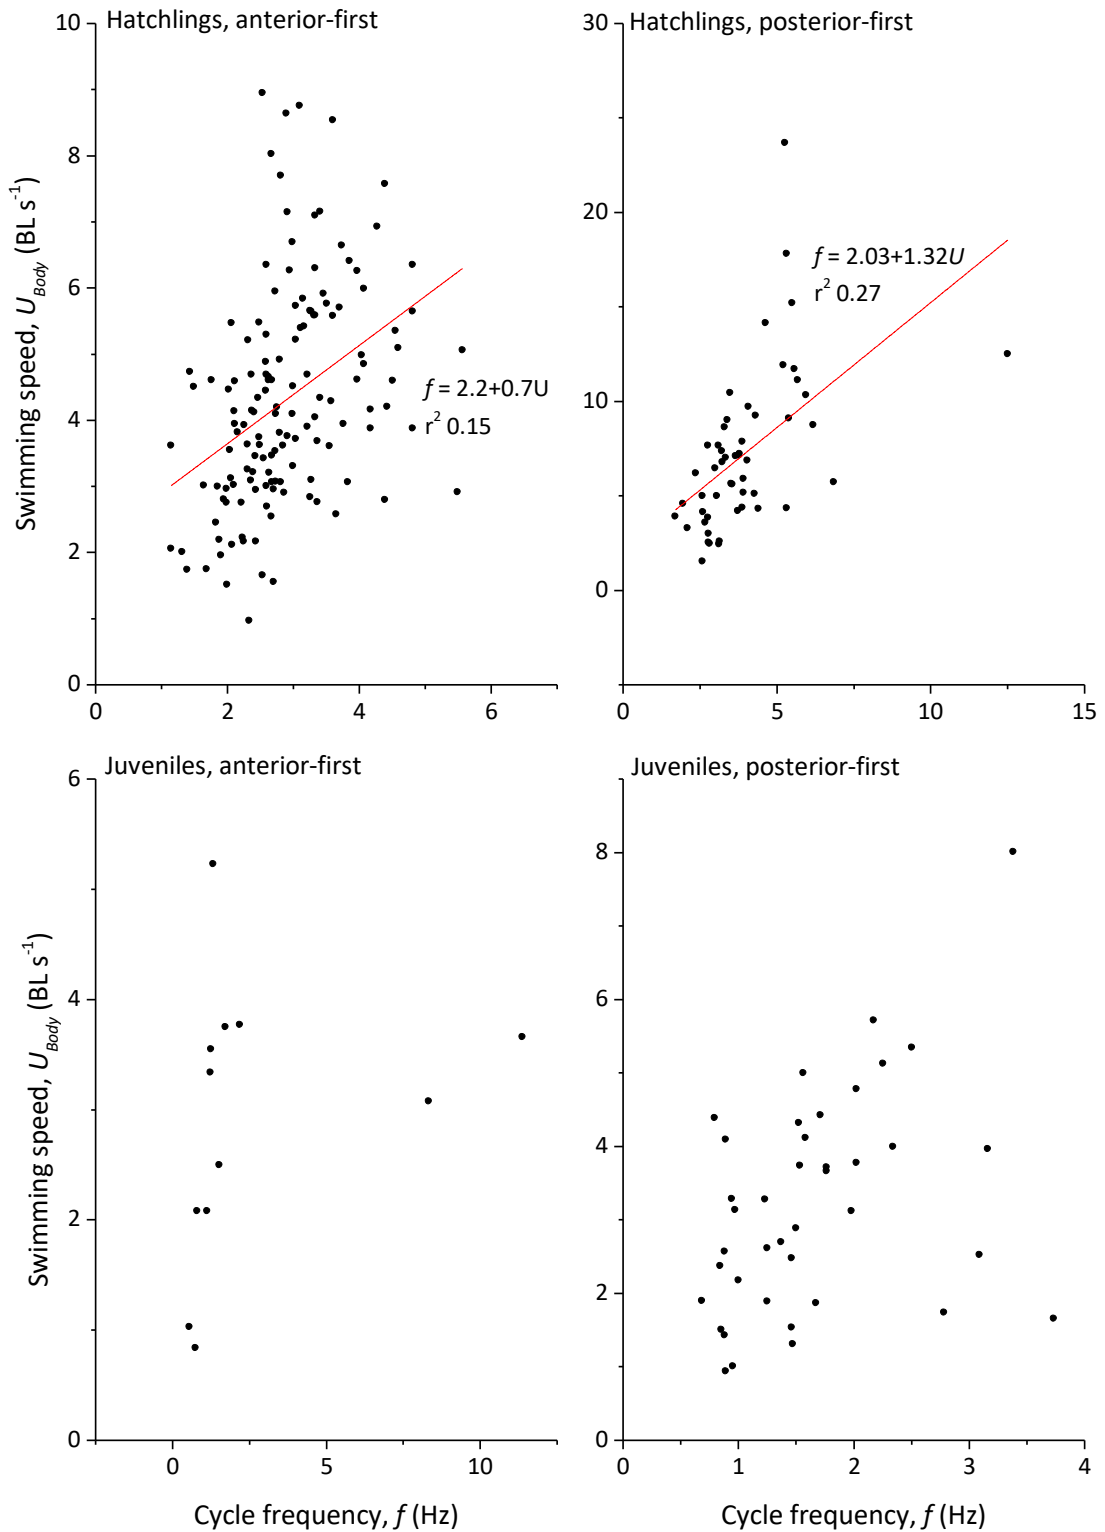 Hatchlings, anterior-first
10
8
6
4
2
0
0 2 4 6
Swimming speed, U_Body (BL s⁻¹)
f = 2.2+0.7U
r² 0.15
Hatchlings, posterior-first
30
20
10
0
0 5 10 15
f = 2.03+1.32U
r² 0.27
Juveniles, anterior-first
6
4
2
0
0 5 10
Swimming speed, U_Body (BL s⁻¹)
Cycle frequency, f (Hz)
Juveniles, posterior-first
8
6
4
2
0
0 1 2 3 4
Cycle frequency, f (Hz)